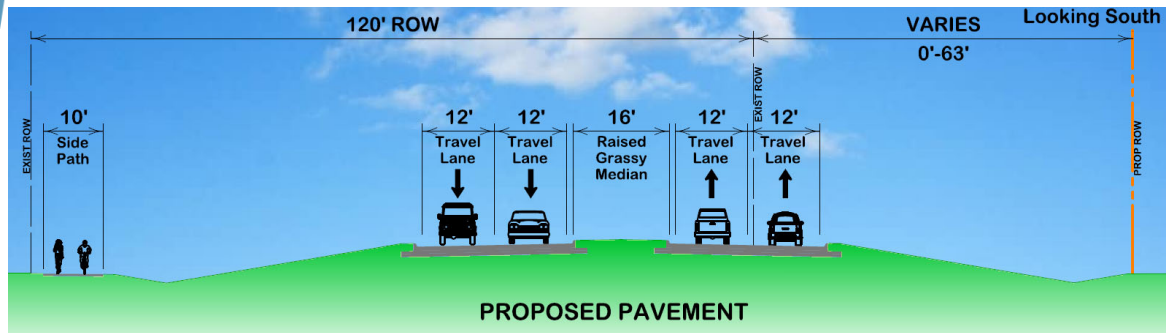 Looking South
120' ROW
VARIES
0'-63'
EXIST ROW
10'
Side
Path
12'
Travel
Lane
12'
Travel
Lane
16'
Raised
Grassy
Median
12'
Travel
Lane
EXIST ROW
12'
Travel
Lane
PROP ROW
PROPOSED PAVEMENT